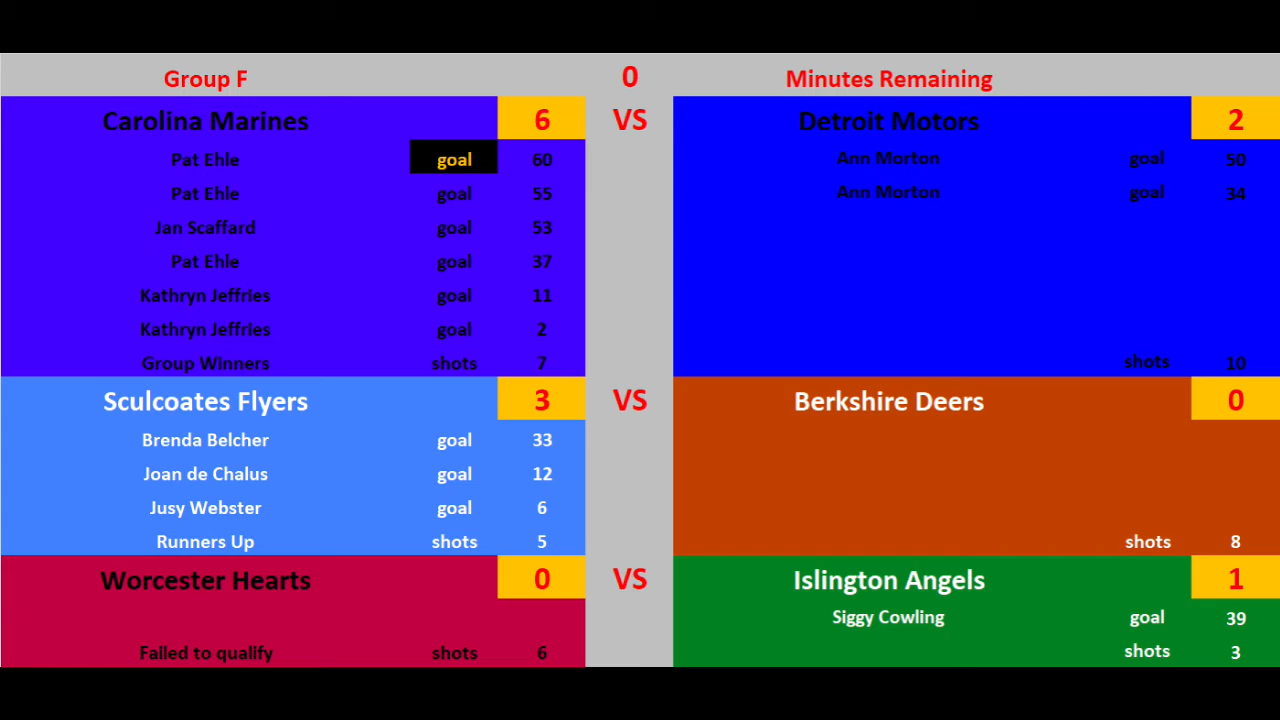 Group F 0 Minutes Remaining
Carolina Marines 6 VS Detroit Motors 2
Pat Ehle goal 60 Ann Morton goal 50
Pat Ehle goal 55 Ann Morton goal 34
Jan Scaffard goal 53
Pat Ehle goal 37
Kathryn Jeffries goal 11
Kathryn Jeffries goal 2
Group Winners shots 7 shots 10
Sculcoates Flyers 3 VS Berkshire Deers 0
Brenda Belcher goal 33
Joan de Chalus goal 12
Jusy Webster goal 6
Runners Up shots 5 shots 8
Worcester Hearts 0 VS Islington Angels 1
Siggy Cowling goal 39
Failed to qualify shots 6 shots 3